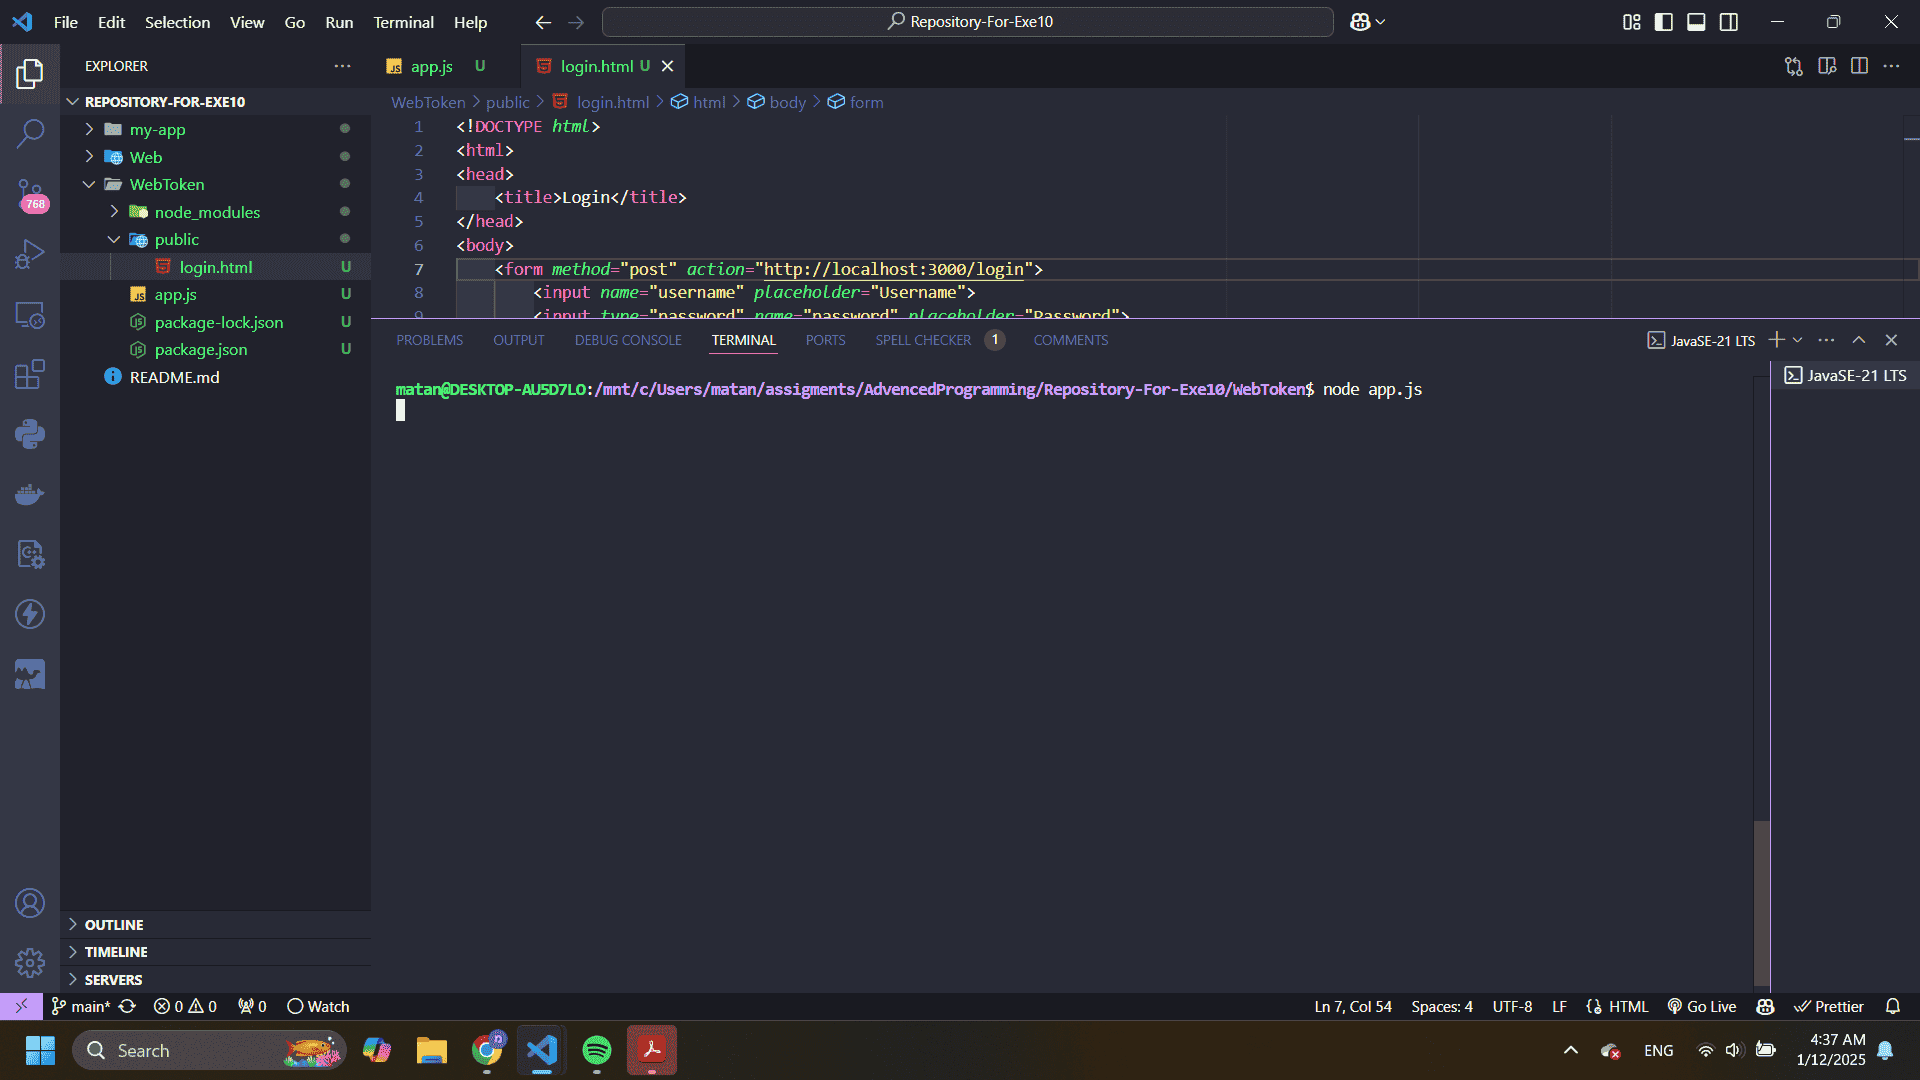 File Edit Selection View Go Run Terminal Help
Repository-For-Exe10
EXPLORER
REPOSITORY-FOR-EXE10
my-app
Web
WebToken
node_modules
public
login.html U
app.js U
package-lock.json U
package.json U
README.md
768
OUTLINE
TIMELINE
SERVERS
app.js U login.html U
WebToken > public > login.html > html > body > form
1 <!DOCTYPE html>
2 <html>
3 <head>
4 <title>Login</title>
5 </head>
6 <body>
7 <form method="post" action="http://localhost:3000/login">
8 <input name="username" placeholder="Username">
9 <input type="password" name="password" placeholder="Password">
PROBLEMS OUTPUT DEBUG CONSOLE TERMINAL PORTS SPELL CHECKER 1 COMMENTS
JavaSE-21 LTS
JavaSE-21 LTS
matan@DESKTOP-AU5D7LO:/mnt/c/Users/matan/assigments/AdvencedProgramming/Repository-For-Exe10/WebToken$ node app.js
main* 0 0 0 Watch
Ln 7, Col 54 Spaces: 4 UTF-8 LF HTML Go Live Prettier
Search
n
ENG
4:37 AM
1/12/2025